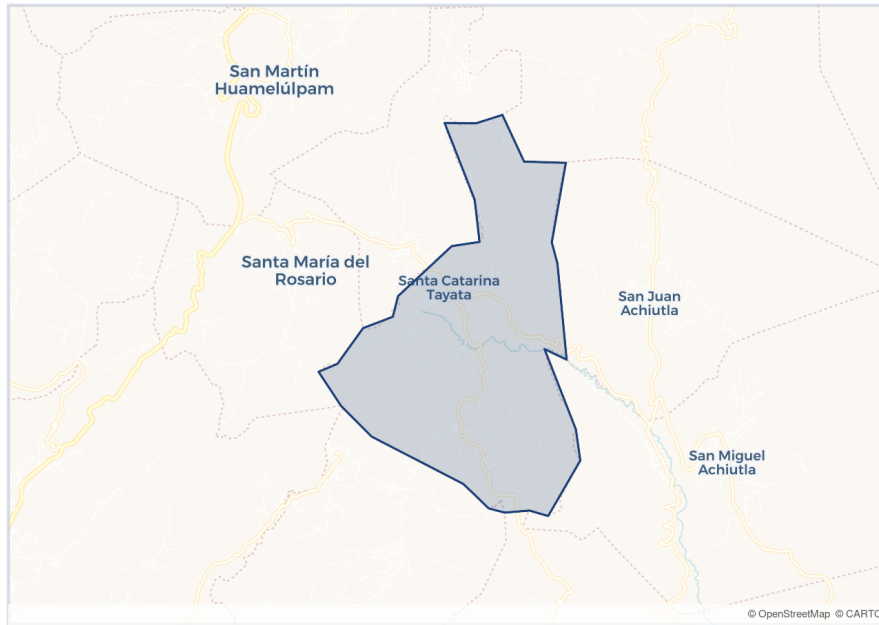 San Martín
Huamelúlpam
Santa María del
Rosario
Santa Catarina
Tayata
San Juan
Achiutla
San Miguel
Achiutla
© OpenStreetMap © CARTO